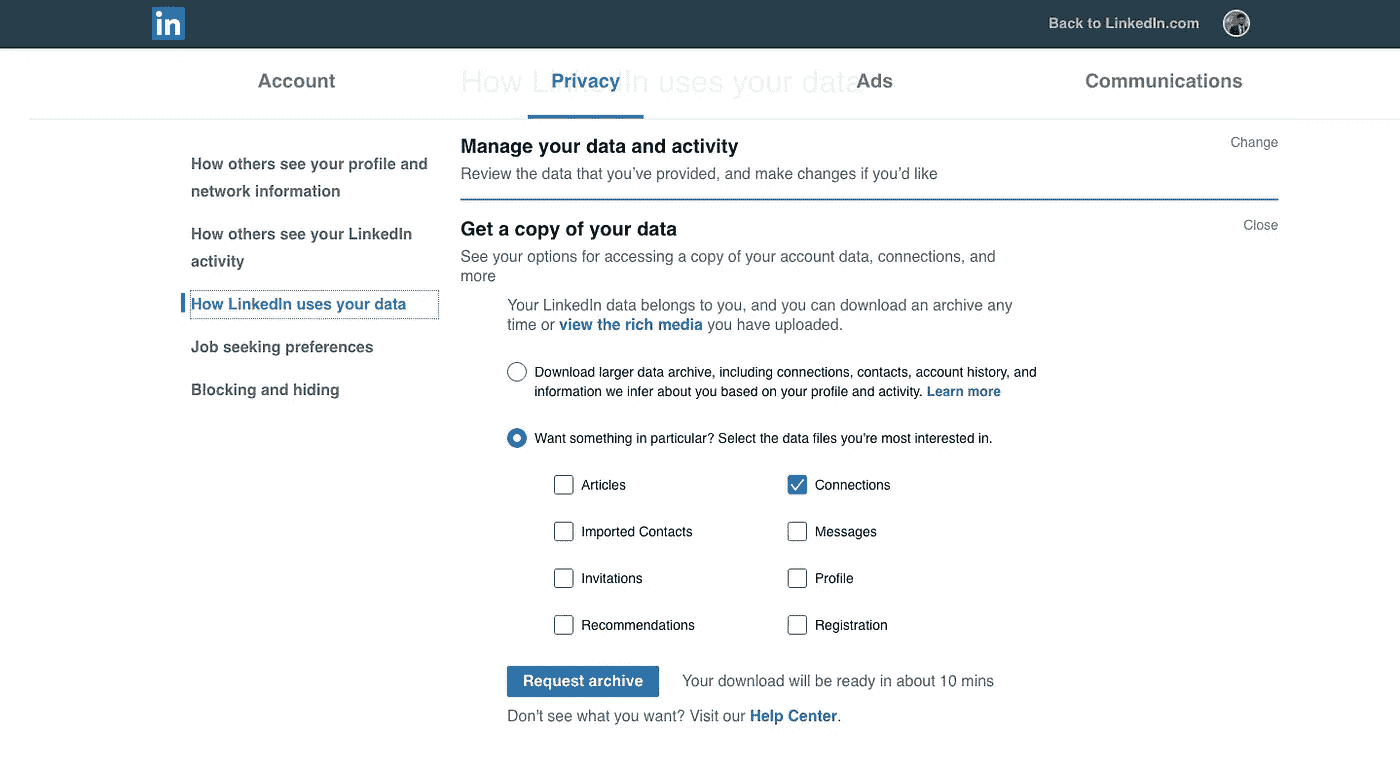 in
Back to LinkedIn.com
Account
Privacy
Ads
Communications
How LinkedIn uses your data
How others see your profile and
network information
How others see your LinkedIn
activity
How LinkedIn uses your data
Job seeking preferences
Blocking and hiding
Manage your data and activity
Change
Review the data that you’ve provided, and make changes if you’d like
Get a copy of your data
Close
See your options for accessing a copy of your account data, connections, and
more
Your LinkedIn data belongs to you, and you can download an archive any
time or view the rich media you have uploaded.
Download larger data archive, including connections, contacts, account history, and
information we infer about you based on your profile and activity. Learn more
Want something in particular? Select the data files you're most interested in.
Articles
Connections
Imported Contacts
Messages
Invitations
Profile
Recommendations
Registration
Request archive
Your download will be ready in about 10 mins
Don't see what you want? Visit our Help Center.